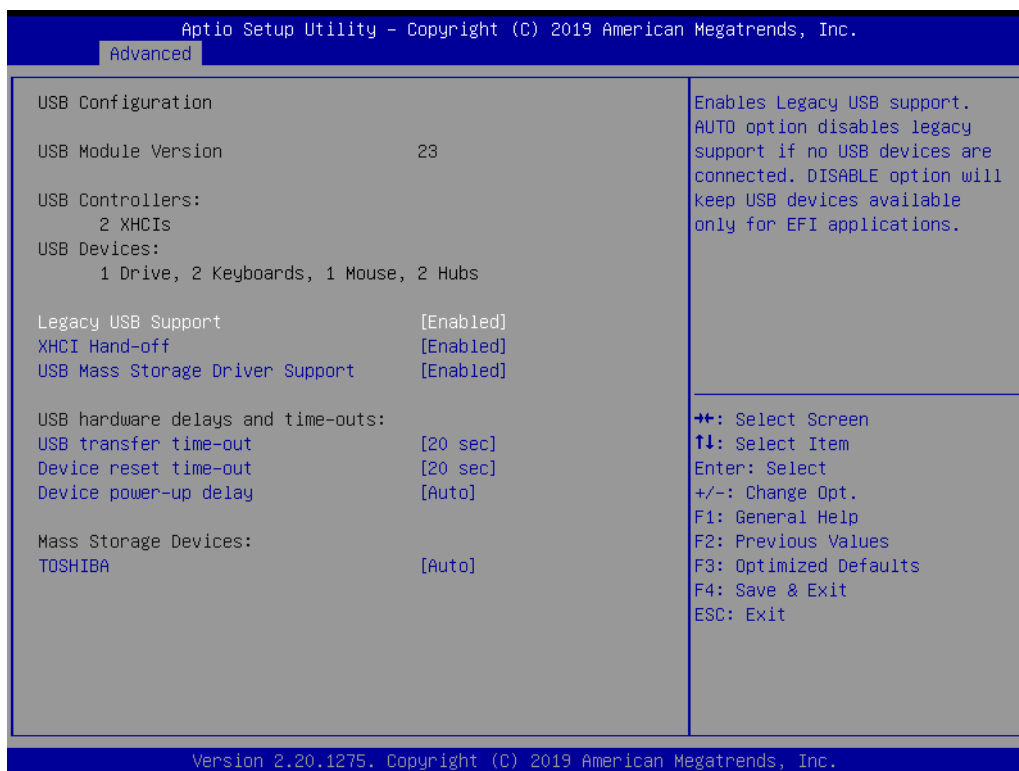 Aptio Setup Utility – Copyright (C) 2019 American Megatrends, Inc.
Advanced
USB Configuration
USB Module Version 23
USB Controllers:
2 XHCIs
USB Devices:
1 Drive, 2 Keyboards, 1 Mouse, 2 Hubs
Legacy USB Support [Enabled]
XHCI Hand-off [Enabled]
USB Mass Storage Driver Support [Enabled]
USB hardware delays and time-outs:
USB transfer time-out [20 sec]
Device reset time-out [20 sec]
Device power-up delay [Auto]
Mass Storage Devices:
TOSHIBA [Auto]
Enables Legacy USB support.
AUTO option disables legacy
support if no USB devices are
connected. DISABLE option will
keep USB devices available
only for EFI applications.
→←: Select Screen
↑↓: Select Item
Enter: Select
+/-: Change Opt.
F1: General Help
F2: Previous Values
F3: Optimized Defaults
F4: Save & Exit
ESC: Exit
Version 2.20.1275. Copyright (C) 2019 American Megatrends, Inc.